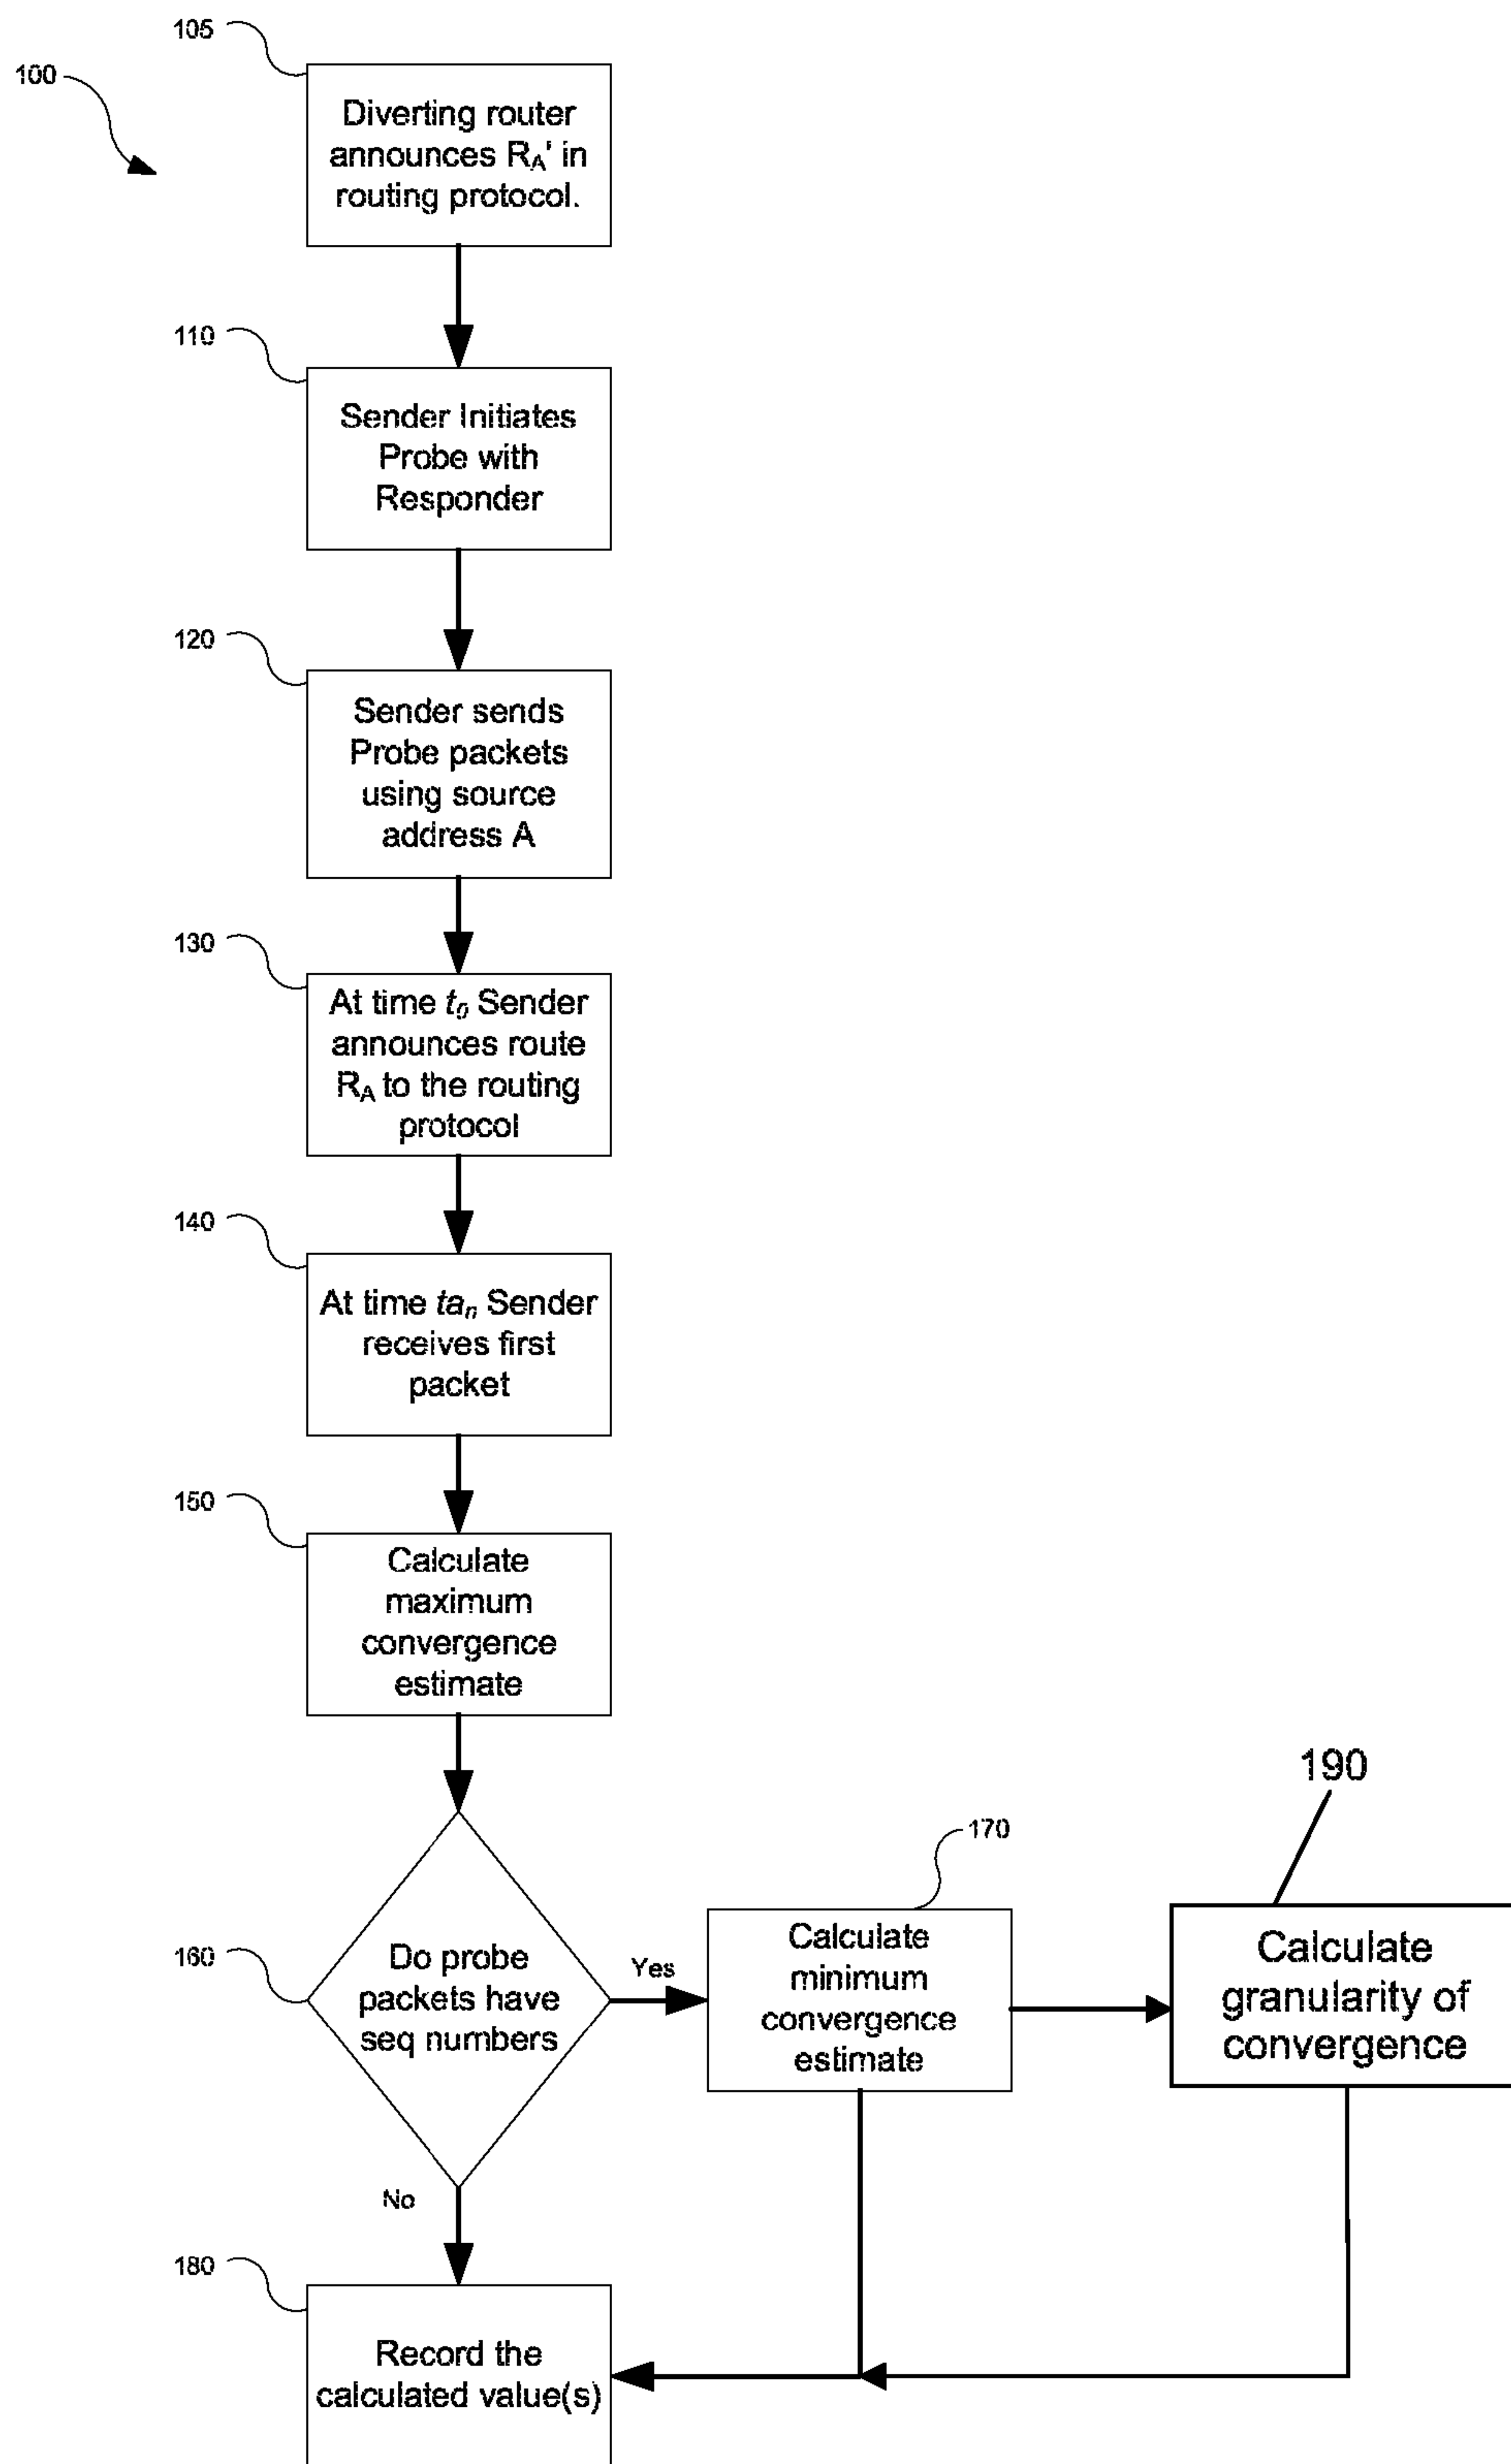 105
100
Diverting router
announces RA' in
routing protocol.
110
Sender Initiates
Probe with
Responder
120
Sender sends
Probe packets
using source
address A
130
At time t0 Sender
announces route
RA to the routing
protocol
140
At time tan Sender
receives first
packet
150
Calculate
maximum
convergence
estimate
160
Do probe
packets have
seq numbers
Yes
170
Calculate
minimum
convergence
estimate
190
Calculate
granularity of
convergence
No
180
Record the
calculated value(s)